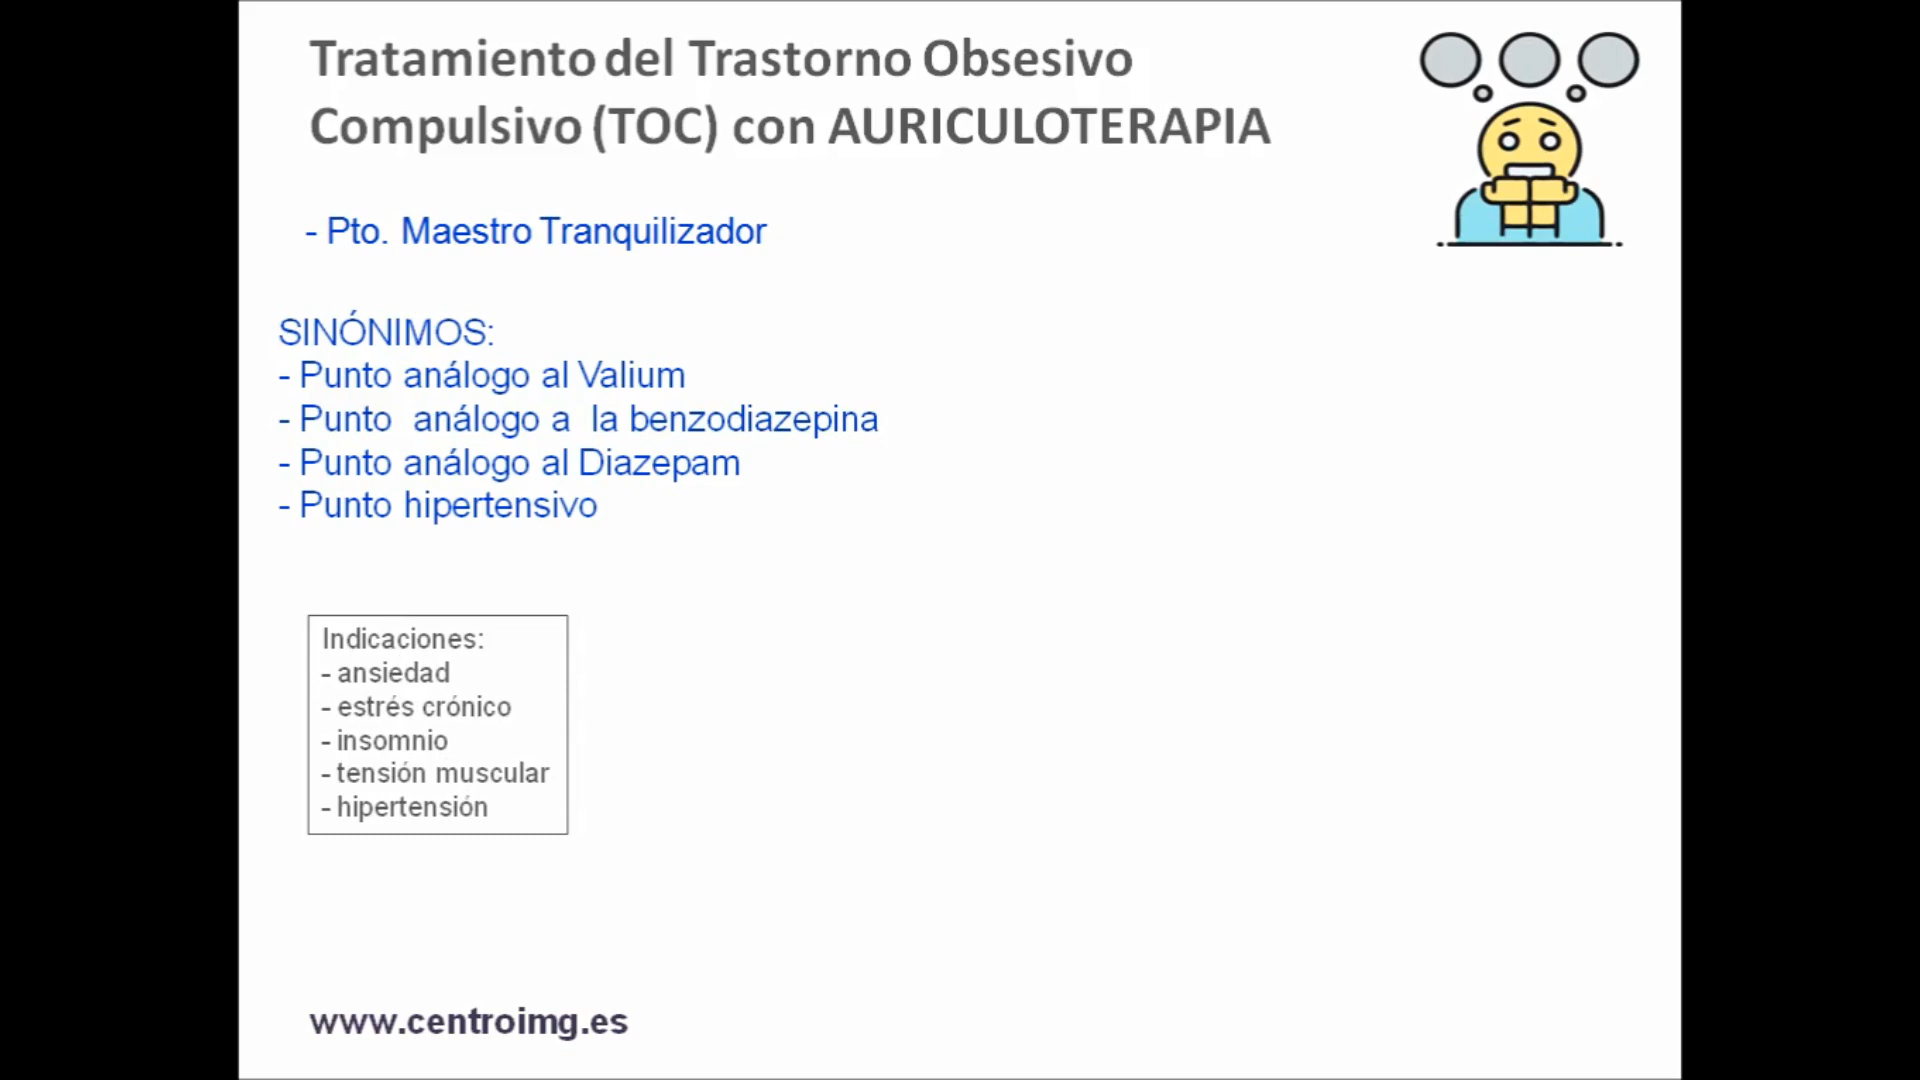 Tratamiento del Trastorno Obsesivo
Compulsivo (TOC) con AURICULOTERAPIA
- Pto. Maestro Tranquilizador
SINÓNIMOS:
- Punto análogo al Valium
- Punto análogo a la benzodiazepina
- Punto análogo al Diazepam
- Punto hipertensivo
Indicaciones:
- ansiedad
- estrés crónico
- insomnio
- tensión muscular
- hipertensión
www.centroimg.es